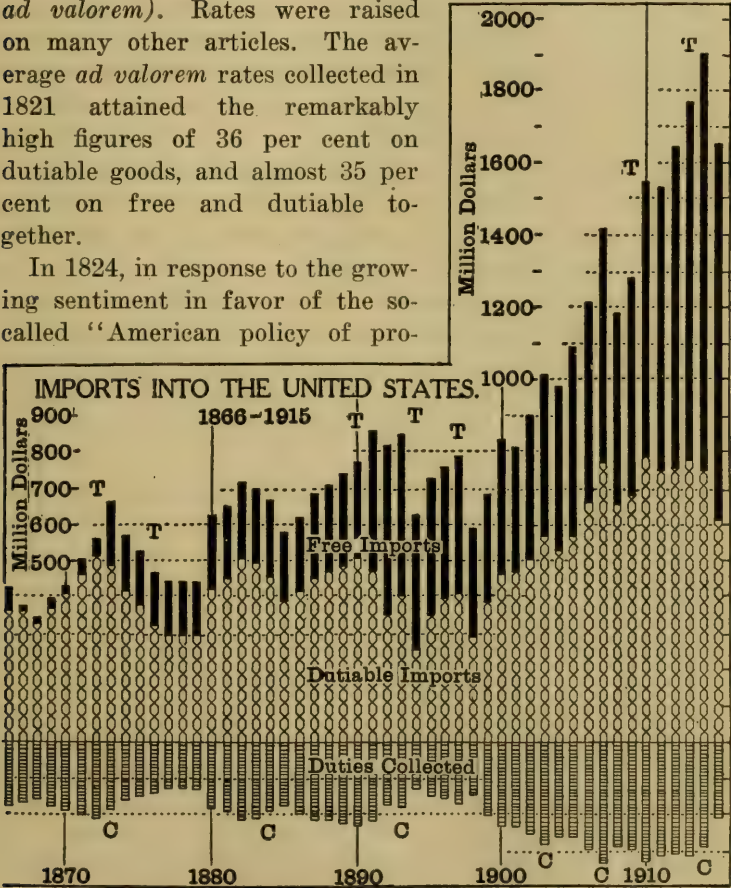 ad valorem). Rates were raised
on many other articles. The av-
erage ad valorem rates collected in
1821 attained the remarkably
high figures of 36 per cent on
dutiable goods, and almost 35 per
cent on free and dutiable to-
gether.
In 1824, in response to the grow-
ing sentiment in favor of the so-
called “American policy of pro-
2000-
1800-
1600-
1400-
1200-
1000-
Million Dollars
T
T
IMPORTS INTO THE UNITED STATES.
1866-1915
900-
800-
700-
600-
500-
Million Dollars
T
T
T
T
T
Free Imports
Dutiable Imports
Duties Collected
C
C
C
C
C
C
1870
1880
1890
1900
1910